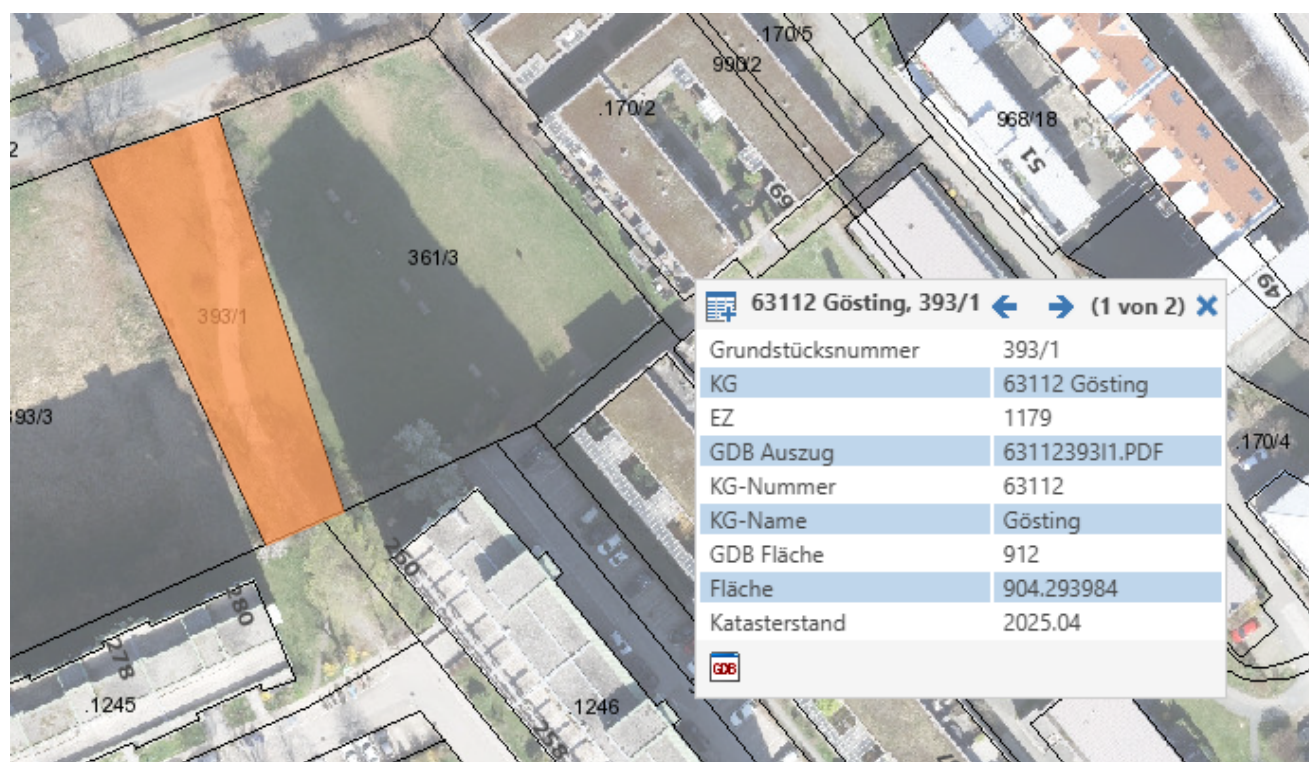 .170/5
990/2
.170/2
968/18
51
69
2
361/3
49
393/1
393/3
.170/4
63112 Gösting, 393/1 (1 von 2)
Grundstücksnummer 393/1
KG 63112 Gösting
EZ 1179
GDB Auszug 63112393I1.PDF
KG-Nummer 63112
KG-Name Gösting
GDB Fläche 912
Fläche 904.293984
Katasterstand 2025.04
GDB
260
280
278
.1245
.1246
258